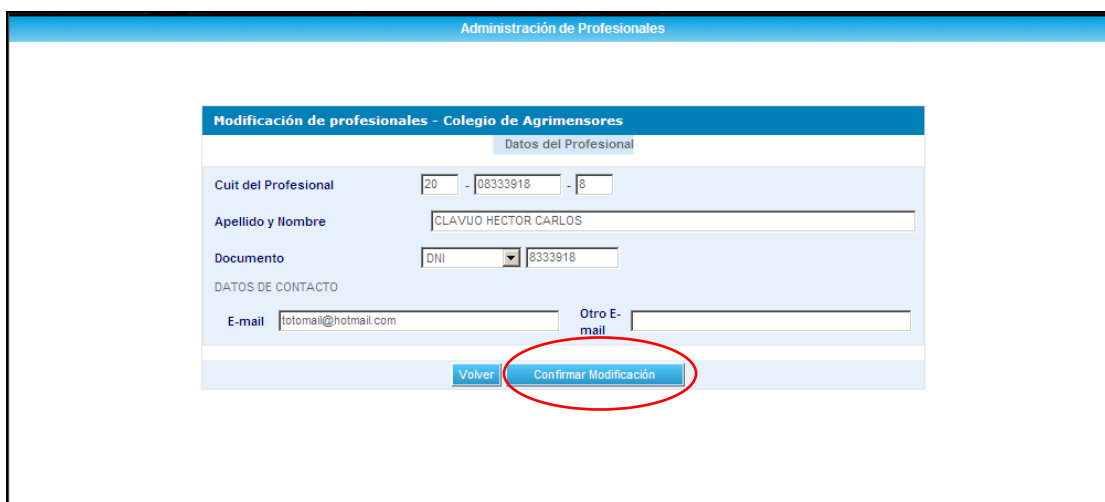 Administración de Profesionales
Modificación de profesionales - Colegio de Agrimensores
Datos del Profesional
Cuit del Profesional 20 - 08333918 - 8
Apellido y Nombre CLAVIJO HECTOR CARLOS
Documento DNI 8333918
DATOS DE CONTACTO
E-mail totomail@hotmail.com Otro E-
mail
Volver Confirmar Modificación